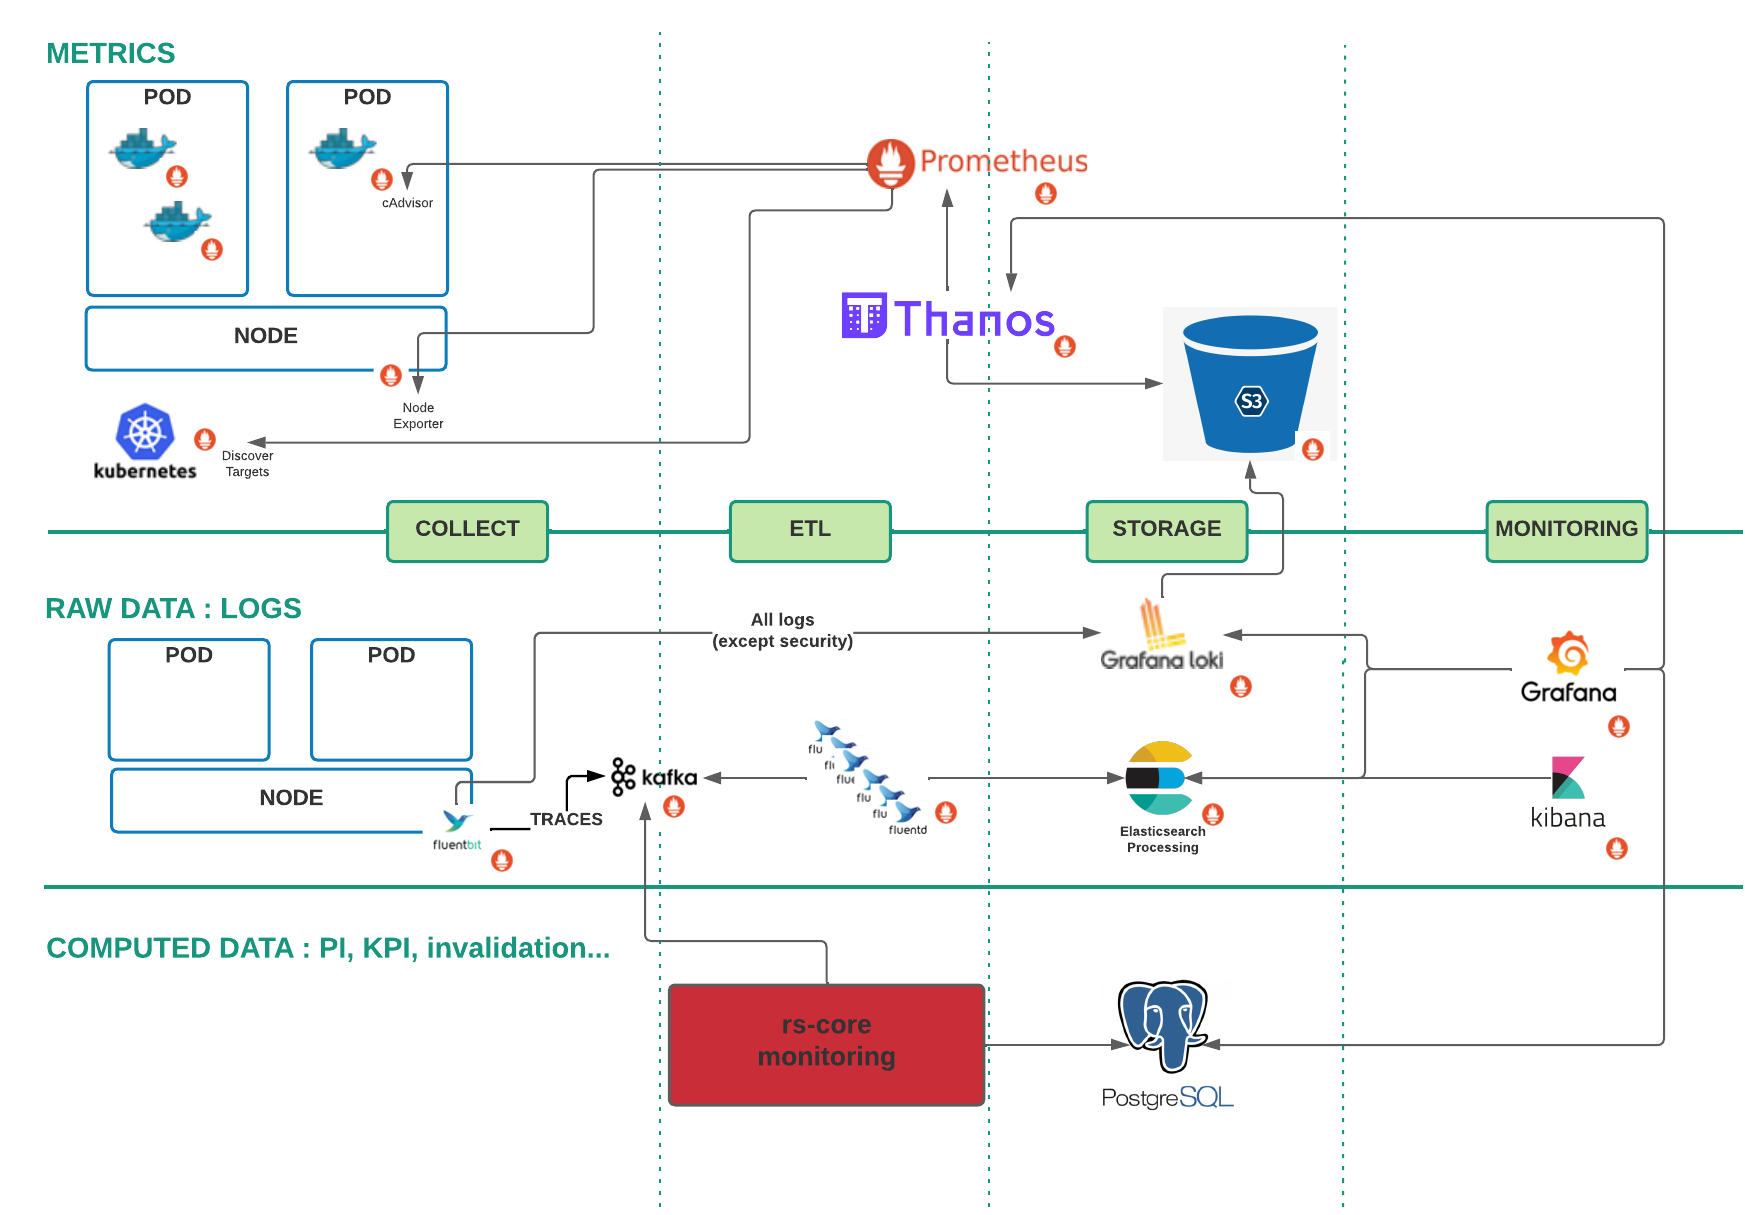 METRICS
POD
POD
Prometheus
cAdvisor
Thanos
NODE
S3
Node
Exporter
kubernetes
Discover
Targets
COLLECT
ETL
STORAGE
MONITORING
RAW DATA : LOGS
All logs
(except security)
POD
POD
Grafana loki
Grafana
flu
flu
flu
flu
fluentd
kafka
NODE
TRACES
fluentbit
Elasticsearch
Processing
kibana
COMPUTED DATA : PI, KPI, invalidation...
rs-core
monitoring
PostgreSQL